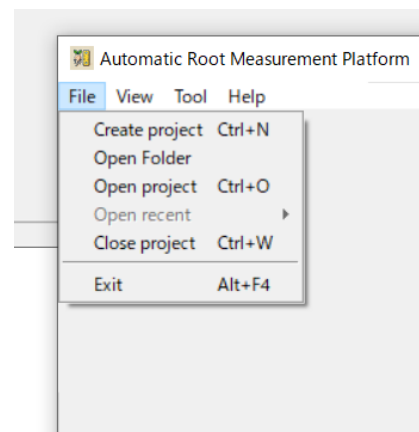 Automatic Root Measurement Platform
File View Tool Help
Create project Ctrl+N
Open Folder
Open project Ctrl+O
Open recent
Close project Ctrl+W
Exit Alt+F4